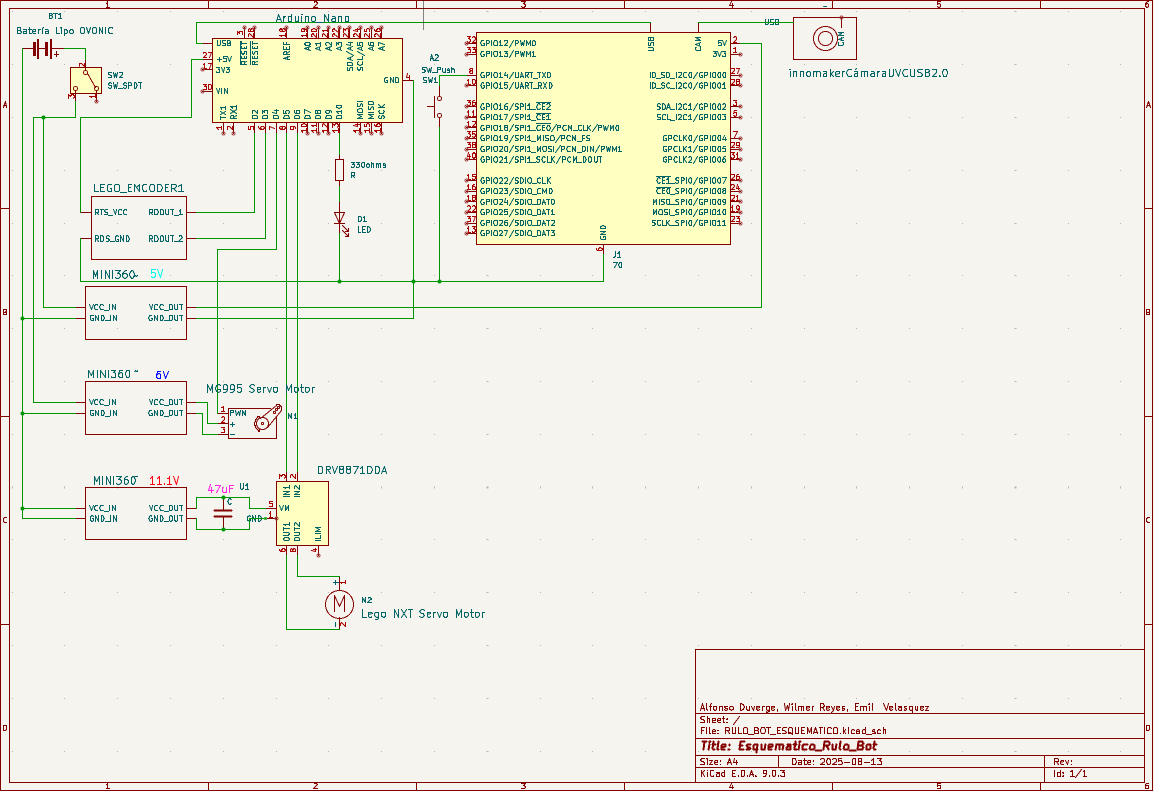 BT1
Batería Lipo OVONIC
SW2
SW_SPDT
Arduino Nano
USB
+5V
3V3
VIN
RESET
RESET
AREF
A0
A1
A2
A3
SDA/A4
SCL/A5
A6
A7
GND
TX1
RX1
D2
D3
D4
D5
D6
D7
D8
D9
D10
MOSI
MISO
SCK
A2
SW_Push
SW1
330ohms
R
D1
LED
GPIO12/PWM0
GPIO13/PWM1
GPIO14/UART_TXD
GPIO15/UART_RXD
GPIO16/SPI1_CE2
GPIO17/SPI1_CE1
GPIO18/SPI1_CE0/PCM_CLK/PWM0
GPIO19/SPI1_MISO/PCM_FS
GPIO20/SPI1_MOSI/PCM_DIN/PWM1
GPIO21/SPI1_SCLK/PCM_DOUT
GPIO22/SDIO_CLK
GPIO23/SDIO_CMD
GPIO24/SDIO_DAT0
GPIO25/SDIO_DAT1
GPIO26/SDIO_DAT2
GPIO27/SDIO_DAT3
USB
CAM
5V
3V3
ID_SD_I2C0/GPIO00
ID_SC_I2C0/GPIO01
SDA_I2C1/GPIO02
SCL_I2C1/GPIO03
GPCLK0/GPIO04
GPCLK1/GPIO05
GPCLK2/GPIO06
CE1_SPI0/GPIO07
CE0_SPI0/GPIO08
MISO_SPI0/GPIO09
MOSI_SPI0/GPIO10
SCLK_SPI0/GPIO11
GND
J1
70
USB
CAM
innomakerCámaraUVCUSB2.0
LEGO_ENCODER1
RTS_VCC
RDOUT_1
RDS_GND
RDOUT_2
MINI360~ 5V
VCC_IN
VCC_OUT
GND_IN
GND_OUT
MINI360~ 6V
VCC_IN
VCC_OUT
GND_IN
GND_OUT
MG995 Servo Motor
PWN
+
-
N1
MINI360~ 11.1V
VCC_IN
VCC_OUT
GND_IN
GND_OUT
47uF
C
U1
DRV8871DDA
IN1
IN2
VM
GND
OUT1
OUT2
ILIM
M
N2
Lego NXT Servo Motor
Alfonso Duverge, Wilmer Reyes, Emil Velasquez
Sheet: /
File: RULO_BOT_ESQUEMATICO.kicad_sch
Title: Esquematico_Rulo_Bot
Size: A4
Date: 2025-08-13
Rev:
KiCad E.D.A. 9.0.3
Id: 1/1